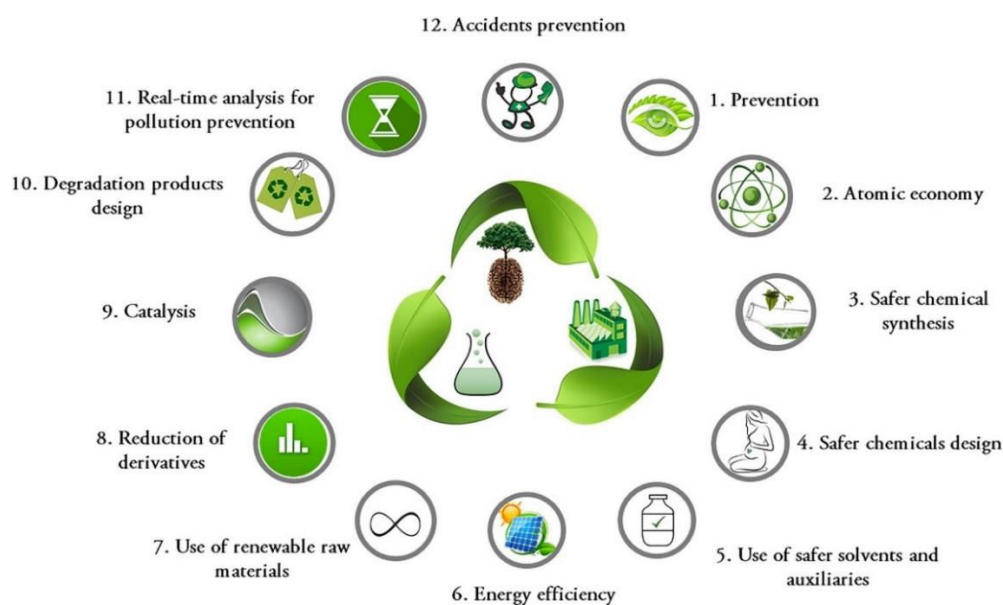 12. Accidents prevention
1. Prevention
2. Atomic economy
3. Safer chemical
synthesis
4. Safer chemicals design
5. Use of safer solvents and
auxiliaries
6. Energy efficiency
7. Use of renewable raw
materials
8. Reduction of
derivatives
9. Catalysis
10. Degradation products
design
11. Real-time analysis for
pollution prevention